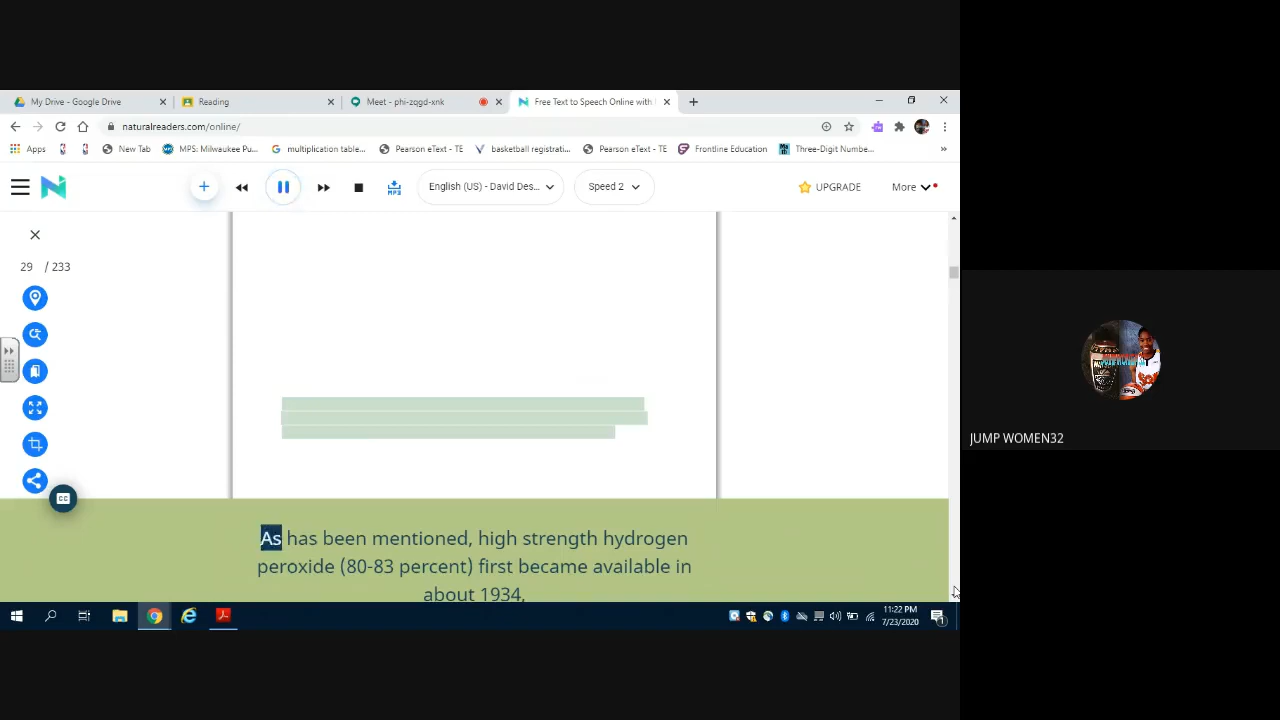 My Drive - Google Drive
Reading
Meet - phi-zqgd-xnk
Free Text to Speech Online with
naturalreaders.com/online/
Apps
New Tab
MPS: Milwaukee Pu...
multiplication table...
Pearson eText - TE
basketball registrati...
Pearson eText - TE
Frontline Education
Three-Digit Numbe...
»
MP3
English (US) - David Des...
Speed 2
UPGRADE
More
29 / 233
CC
As has been mentioned, high strength hydrogen
peroxide (80-83 percent) first became available in
about 1934,
11:22 PM
7/23/2020
JUMP WOMEN32